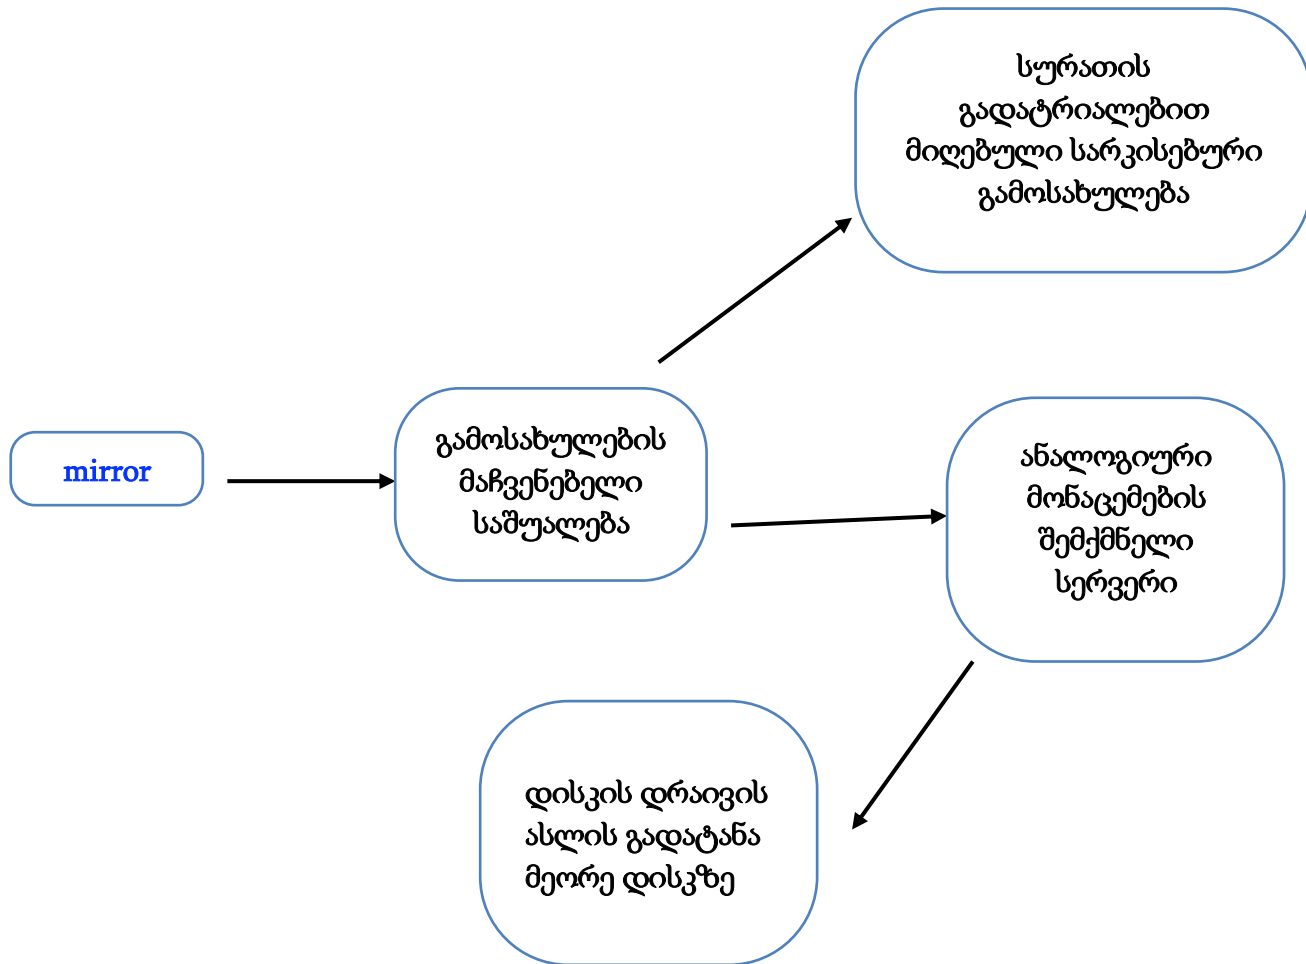 სურათის
გადატრიალებით
მიღებული სარკისებური
გამოსახულება
mirror
გამოსახულების
მაჩვენებელი
საშუალება
ანალოგიური
მონაცემების
შემქმნელი
სერვერი
დისკის დრაივის
ასლის გადატანა
მეორე დისკზე